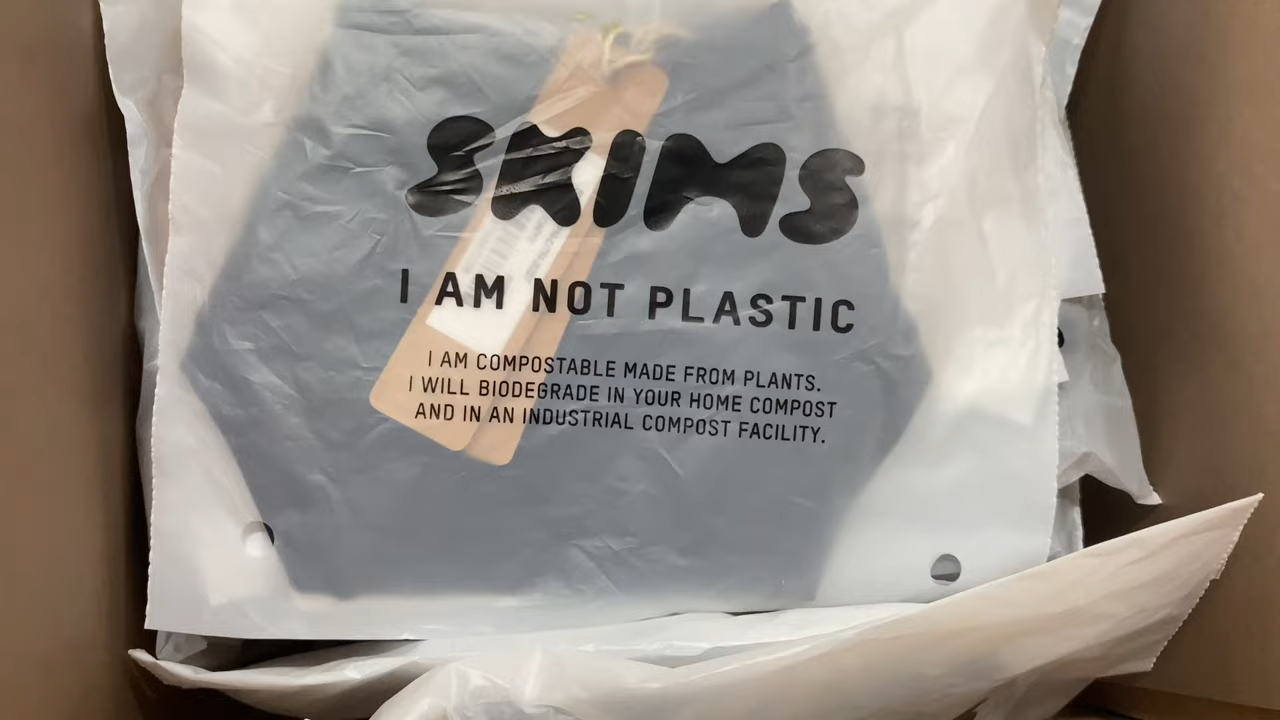 SKIMS
I AM NOT PLASTIC
I AM COMPOSTABLE MADE FROM PLANTS.
I WILL BIODEGRADE IN YOUR HOME COMPOST
AND IN AN INDUSTRIAL COMPOST FACILITY.